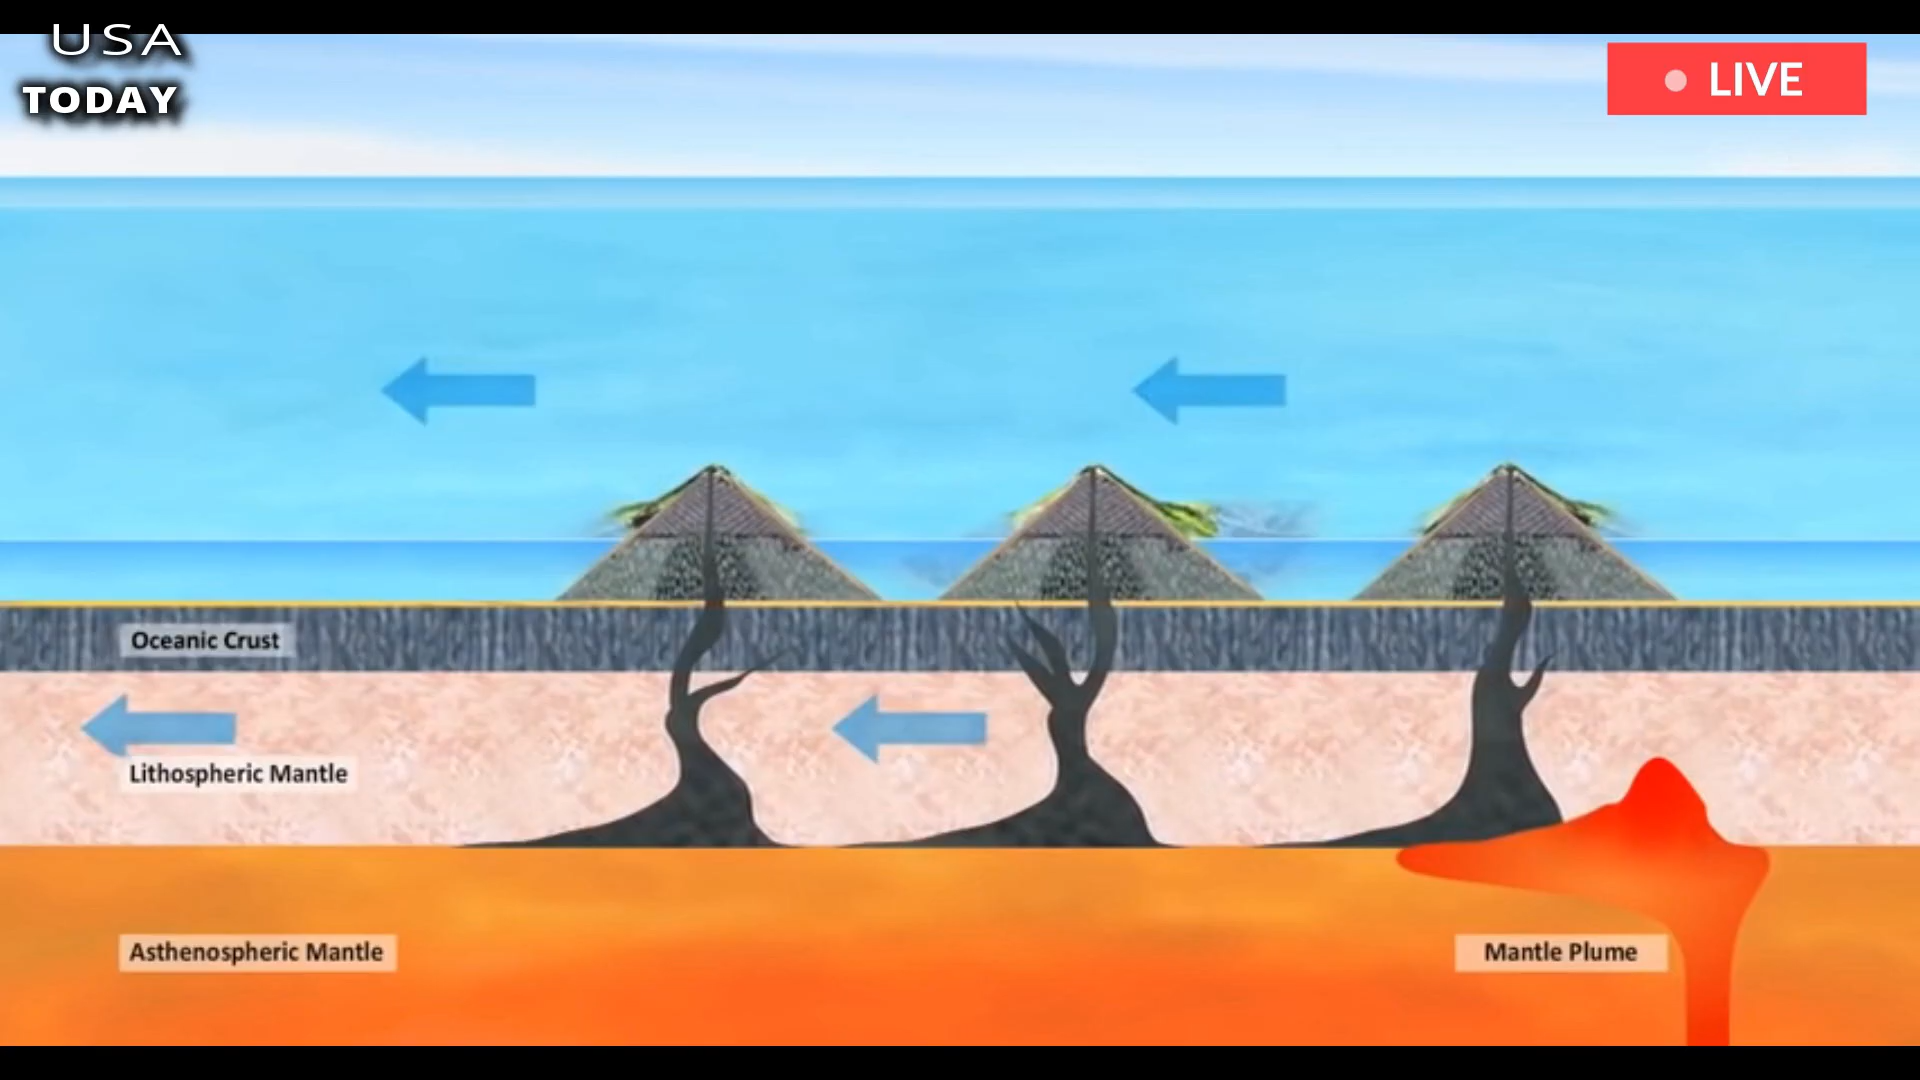 USA
TODAY
LIVE
Oceanic Crust
Lithospheric Mantle
Asthenospheric Mantle
Mantle Plume